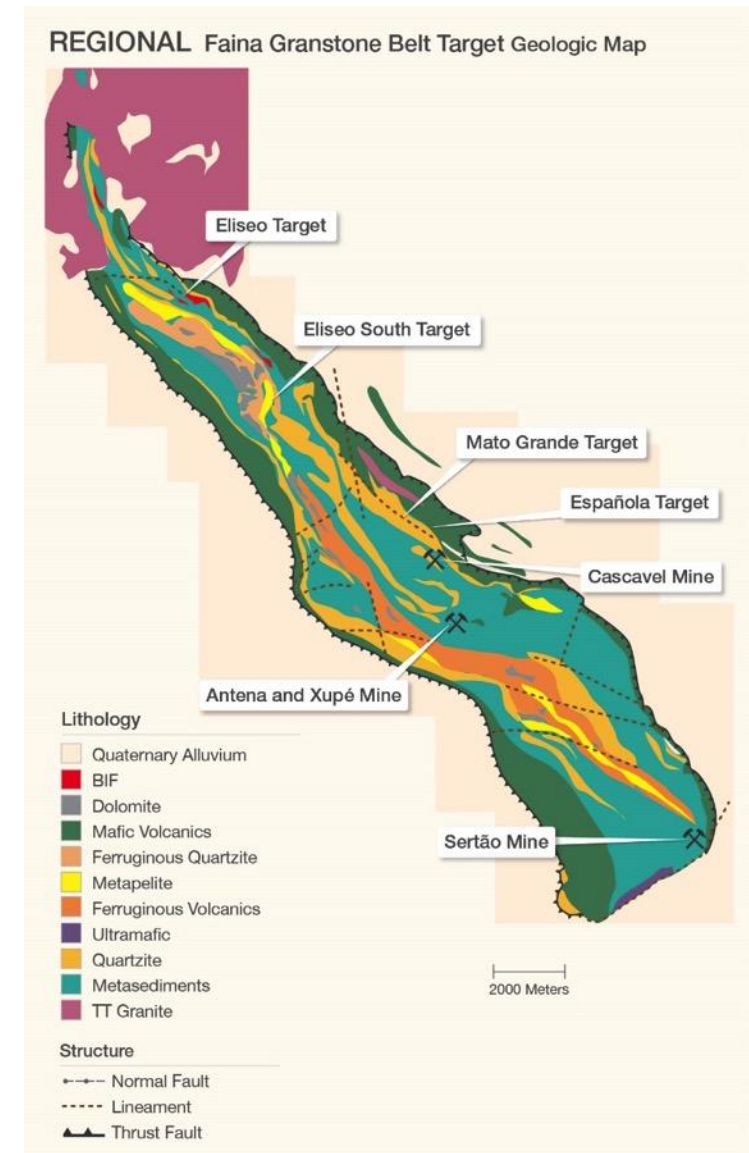 REGIONAL Faina Granstone Belt Target Geologic Map
Eliseo Target
Eliseo South Target
Mato Grande Target
Española Target
Cascavel Mine
Antena and Xupé Mine
Sertão Mine
2000 Meters
Lithology
Quaternary Alluvium
BIF
Dolomite
Mafic Volcanics
Ferruginous Quartzite
Metapelite
Ferruginous Volcanics
Ultramafic
Quartzite
Metasediments
TT Granite
Structure
Normal Fault
Lineament
Thrust Fault